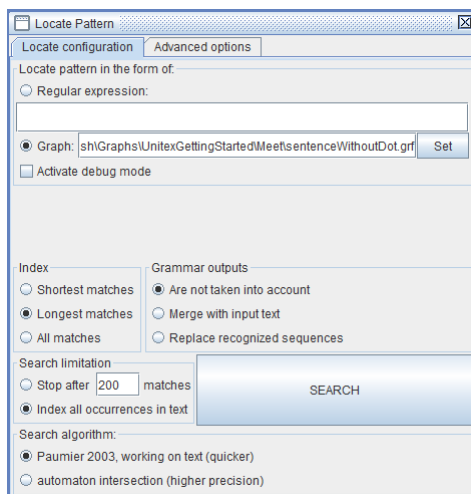 Locate Pattern
Locate configuration Advanced options
Locate pattern in the form of:
Regular expression:
Graph: sh\Graphs\UnitexGettingStarted\Meet\sentenceWithoutDot.grf Set
Activate debug mode
Index
Shortest matches
Longest matches
All matches
Grammar outputs
Are not taken into account
Merge with input text
Replace recognized sequences
Search limitation
Stop after 200 matches
Index all occurrences in text
SEARCH
Search algorithm:
Paumier 2003, working on text (quicker)
automaton intersection (higher precision)